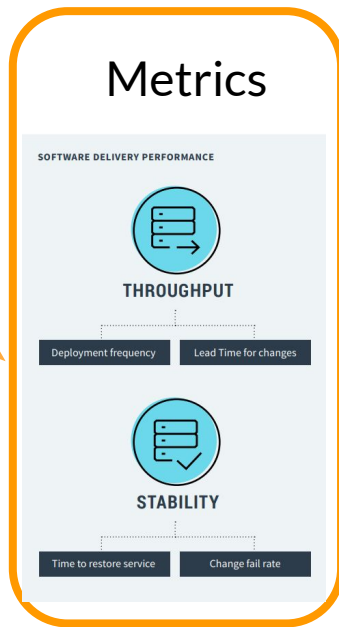 Metrics
SOFTWARE DELIVERY PERFORMANCE
THROUGHPUT
Deployment frequency
Lead Time for changes
STABILITY
Time to restore service
Change fail rate